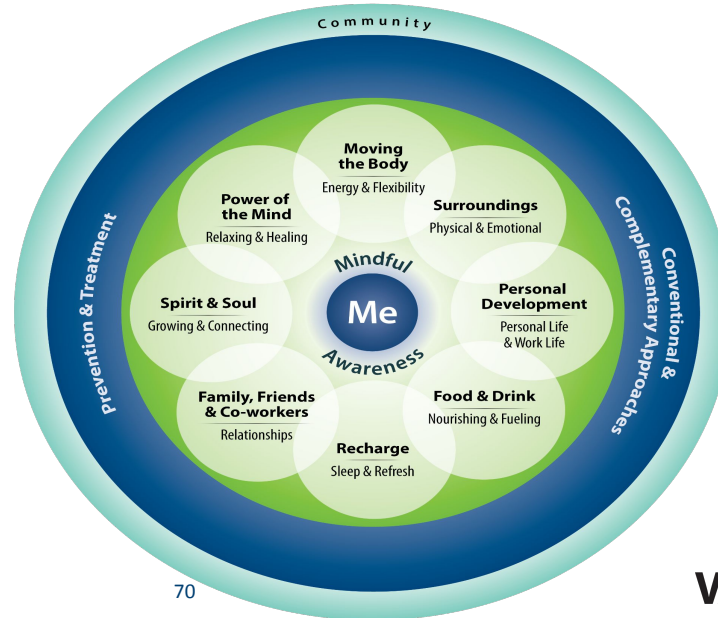 Community
Prevention & Treatment
Conventional &
Complementary Approaches
Moving
the Body
Energy & Flexibility
Surroundings
Physical & Emotional
Personal
Development
Personal Life
& Work Life
Food & Drink
Nourishing & Fueling
Recharge
Sleep & Refresh
Family, Friends
& Co-workers
Relationships
Spirit & Soul
Growing & Connecting
Power of
the Mind
Relaxing & Healing
Mindful
Me
Awareness
70